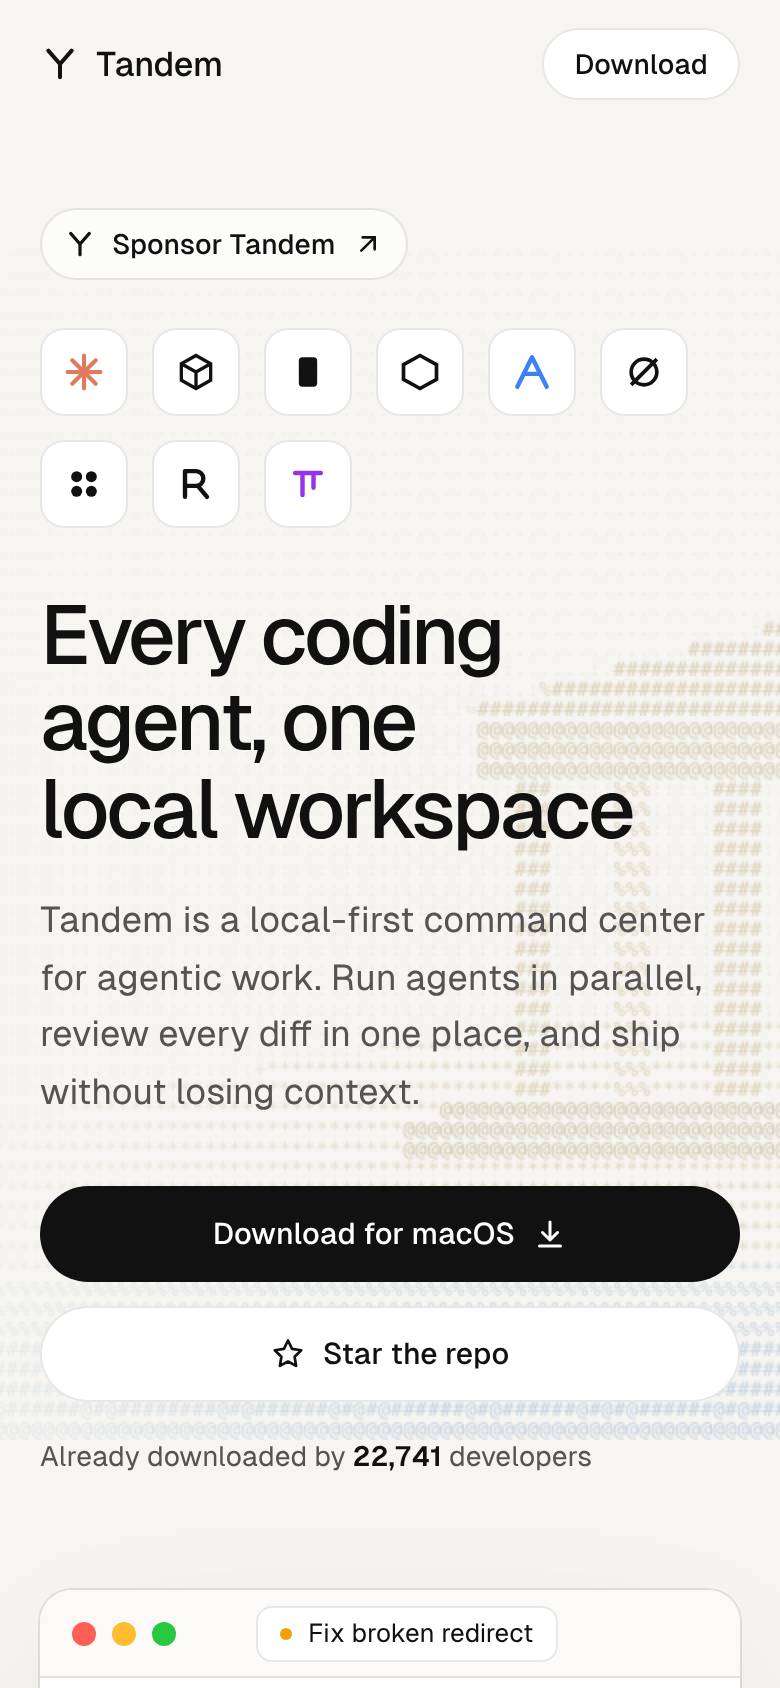 Tandem
Download
Sponsor Tandem
R
Every coding
agent, one
local workspace
Tandem is a local-first command center
for agentic work. Run agents in parallel,
review every diff in one place, and ship
without losing context.
Download for macOS
Star the repo
Already downloaded by 22,741 developers
Fix broken redirect